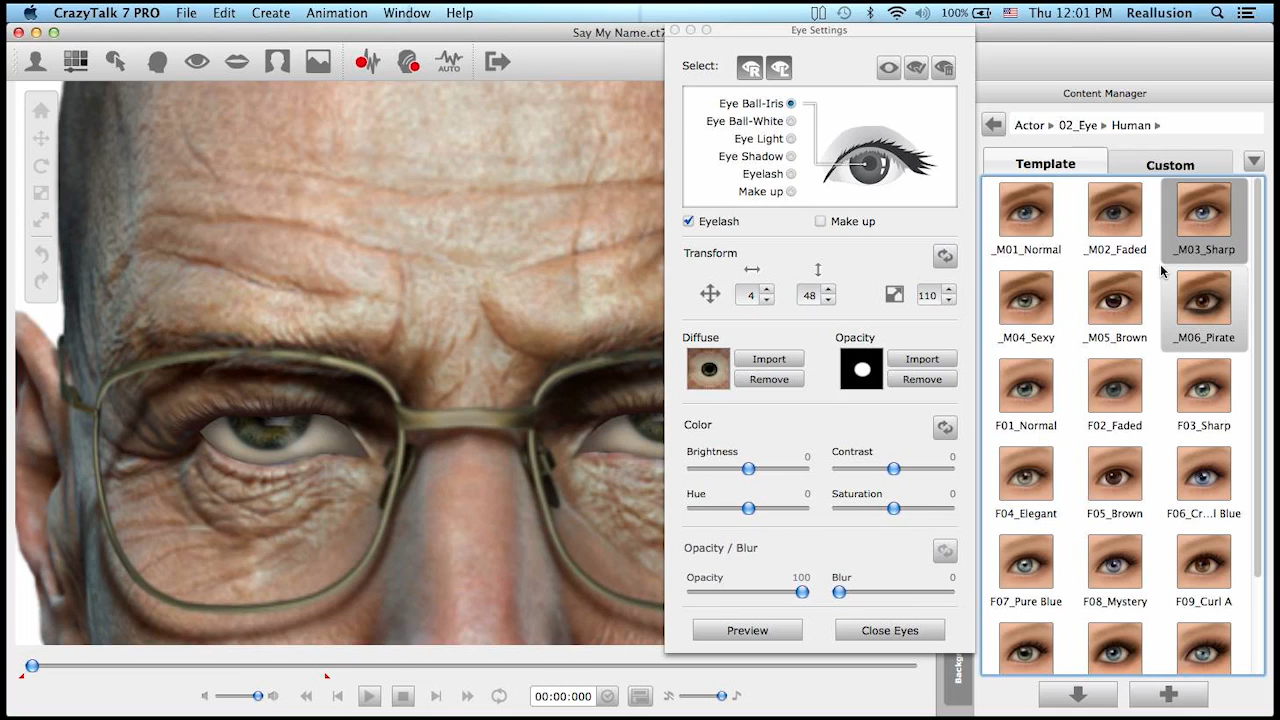 CrazyTalk 7 PRO File Edit Create Animation Window Help 100% Thu 12:01 PM Reallusion
Say My Name.ct7
Eye Settings
AUTO
Select:
R L
Eye Ball-Iris
Eye Ball-White
Eye Light
Eye Shadow
Eyelash
Make up
Eyelash Make up
Transform
4 48 110
Diffuse Opacity
Import Import
Remove Remove
Color
Brightness 0 Contrast 0
Hue 0 Saturation 0
Opacity / Blur
Opacity 100 Blur 0
Preview Close Eyes
Content Manager
Actor 02_Eye Human
Template Custom
_M01_Normal _M02_Faded _M03_Sharp
_M04_Sexy _M05_Brown _M06_Pirate
F01_Normal F02_Faded F03_Sharp
F04_Elegant F05_Brown F06_Cr...l Blue
F07_Pure Blue F08_Mystery F09_Curl A
00:00:000